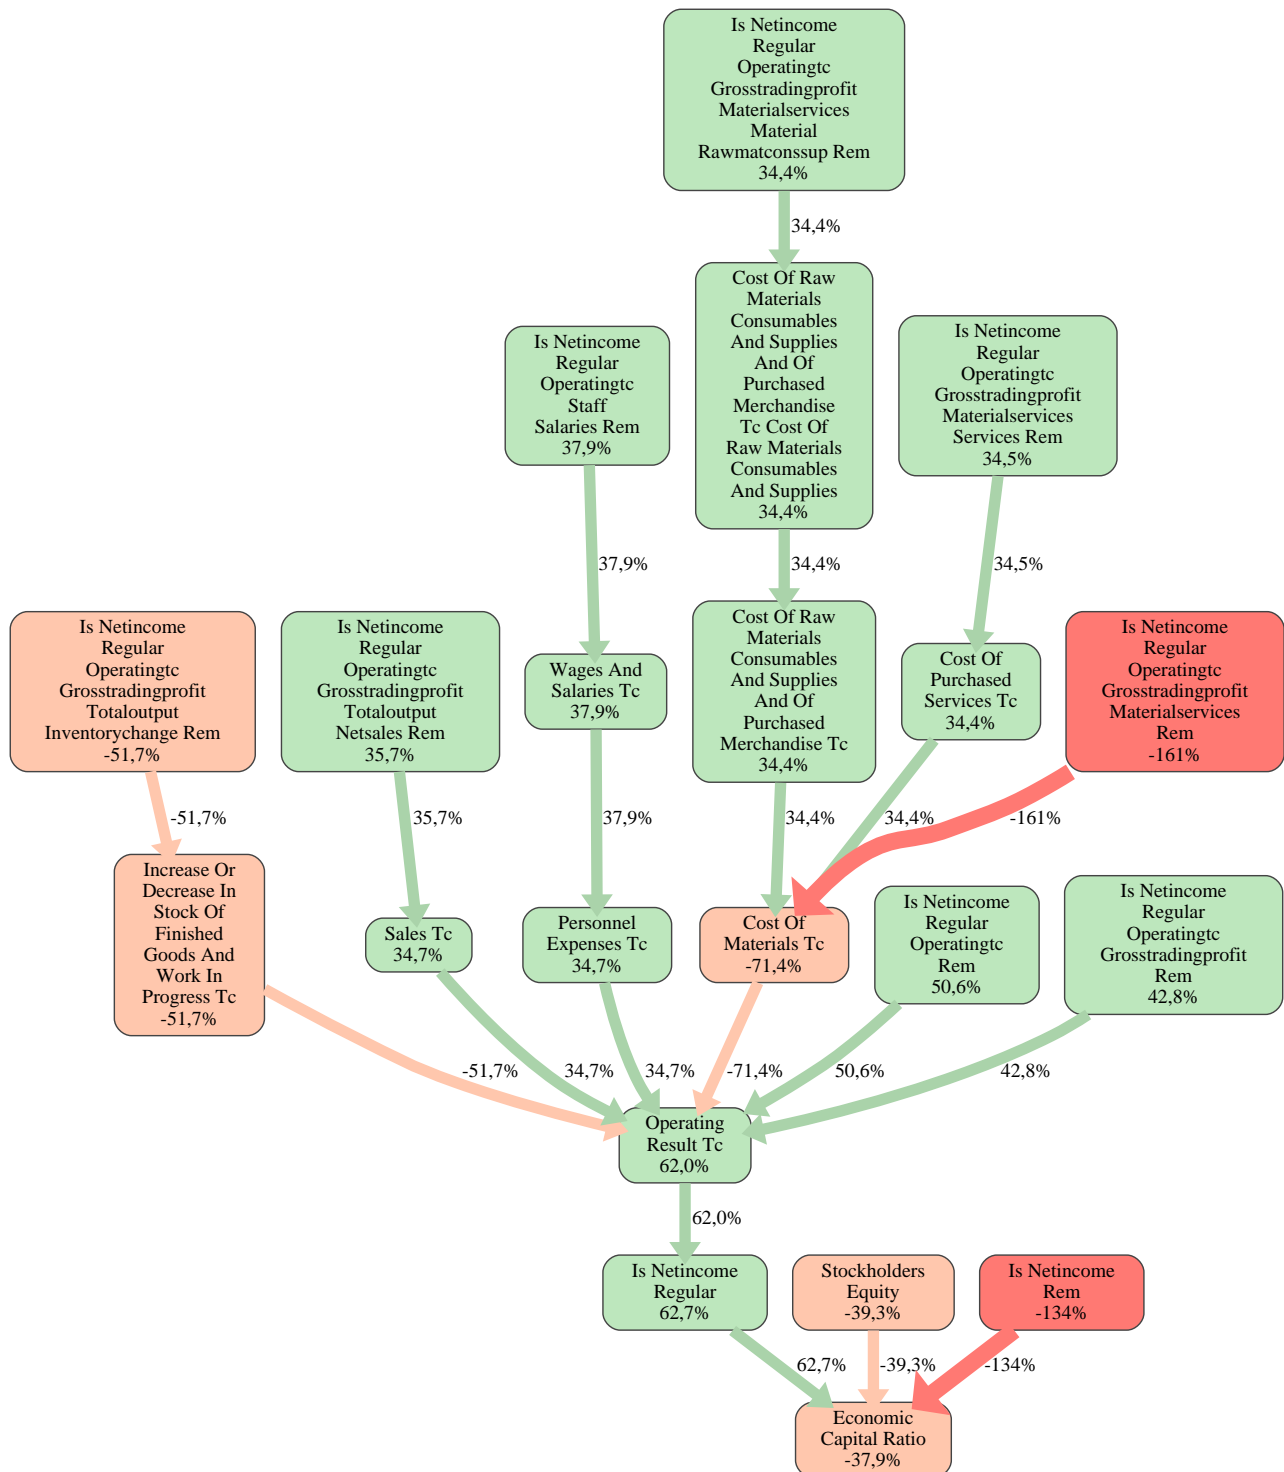 Is Netincome
Regular
Operatingtc
Grosstradingprofit
Materialservices
Material
Rawmatconssup Rem
34,4%
34,4%
Cost Of Raw
Materials
Consumables
And Supplies
And Of
Purchased
Merchandise
Tc Cost Of
Raw Materials
Consumables
And Supplies
34,4%
Is Netincome
Regular
Operatingtc
Grosstradingprofit
Materialservices
Services Rem
34,5%
Is Netincome
Regular
Operatingtc
Staff
Salaries Rem
37,9%
37,9%
34,4%
34,5%
Is Netincome
Regular
Operatingtc
Grosstradingprofit
Totaloutput
Inventorychange Rem
-51,7%
Is Netincome
Regular
Operatingtc
Grosstradingprofit
Totaloutput
Netsales Rem
35,7%
Wages And
Salaries Tc
37,9%
Cost Of Raw
Materials
Consumables
And Supplies
And Of
Purchased
Merchandise Tc
34,4%
Cost Of
Purchased
Services Tc
34,4%
Is Netincome
Regular
Operatingtc
Grosstradingprofit
Materialservices
Rem
-161%
-51,7%
35,7%
37,9%
34,4%
34,4%
-161%
Increase Or
Decrease In
Stock Of
Finished
Goods And
Work In
Progress Tc
-51,7%
Sales Tc
34,7%
Personnel
Expenses Tc
34,7%
Cost Of
Materials Tc
-71,4%
Is Netincome
Regular
Operatingtc
Rem
50,6%
Is Netincome
Regular
Operatingtc
Grosstradingprofit
Rem
42,8%
-51,7%
34,7%
34,7%
-71,4%
50,6%
42,8%
Operating
Result Tc
62,0%
62,0%
Is Netincome
Regular
62,7%
Stockholders
Equity
-39,3%
Is Netincome
Rem
-134%
62,7%
-39,3%
-134%
Economic
Capital Ratio
-37,9%